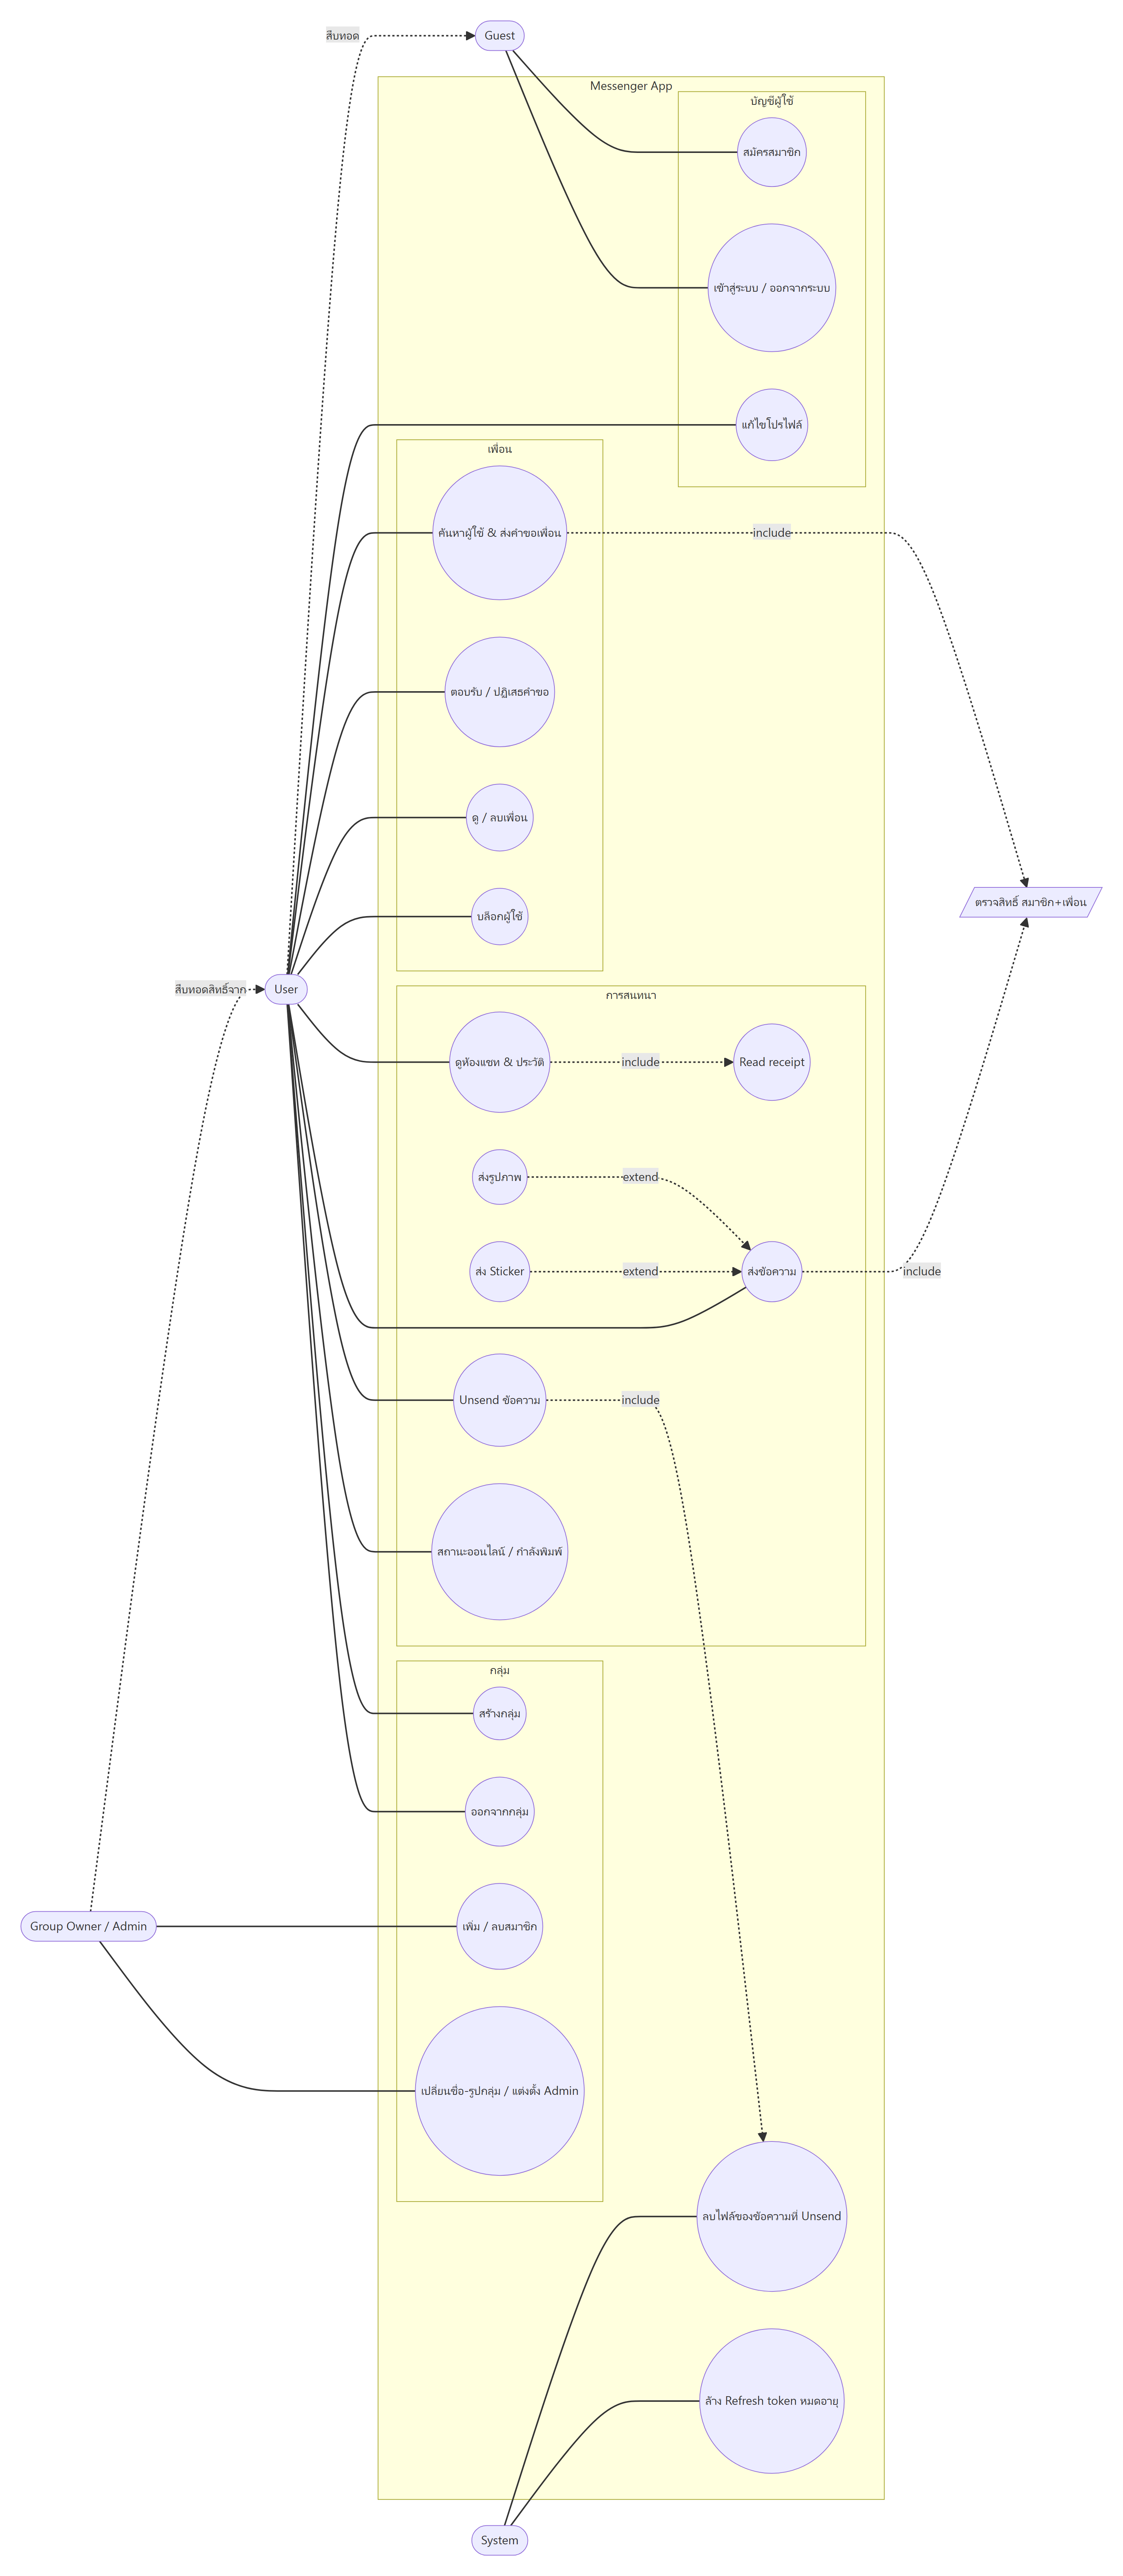 สืบทอด
Guest
Messenger App
บัญชีผู้ใช้
สมัครสมาชิก
เข้าสู่ระบบ / ออกจากระบบ
แก้ไขโปรไฟล์
เพื่อน
ค้นหาผู้ใช้ & ส่งคำขอเพื่อน
include
ตอบรับ / ปฏิเสธคำขอ
ดู / ลบเพื่อน
ตรวจสิทธิ์ สมาชิก+เพื่อน
บล็อกผู้ใช้
สืบทอดสิทธิ์จาก
User
การสนทนา
ดูห้องแชท & ประวัติ
include
Read receipt
ส่งรูปภาพ
extend
ส่ง Sticker
extend
ส่งข้อความ
include
Unsend ข้อความ
include
สถานะออนไลน์ / กำลังพิมพ์
กลุ่ม
สร้างกลุ่ม
ออกจากกลุ่ม
Group Owner / Admin
เพิ่ม / ลบสมาชิก
เปลี่ยนชื่อ-รูปกลุ่ม / แต่งตั้ง Admin
ลบไฟล์ของข้อความที่ Unsend
ล้าง Refresh token หมดอายุ
System